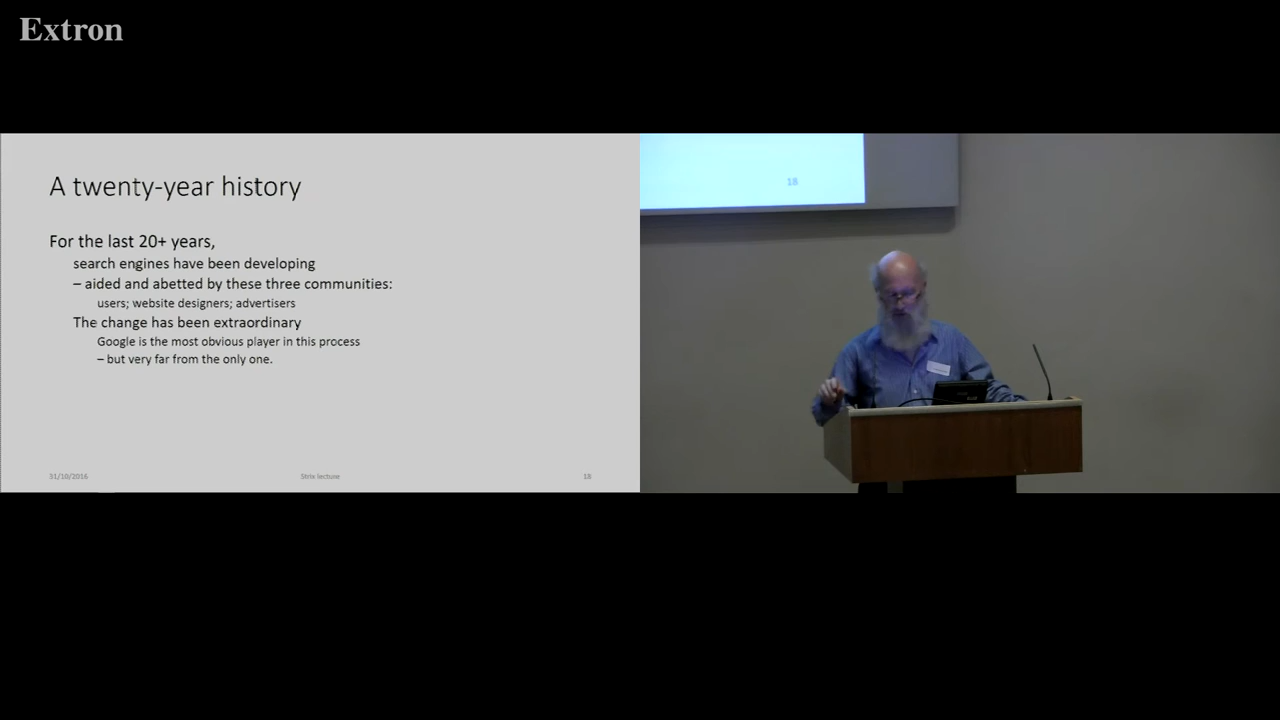 Extron
A twenty-year history
For the last 20+ years,
search engines have been developing
– aided and abetted by these three communities:
users; website designers; advertisers
The change has been extraordinary
Google is the most obvious player in this process
– but very far from the only one.
31/10/2016
Strix lecture
18
18